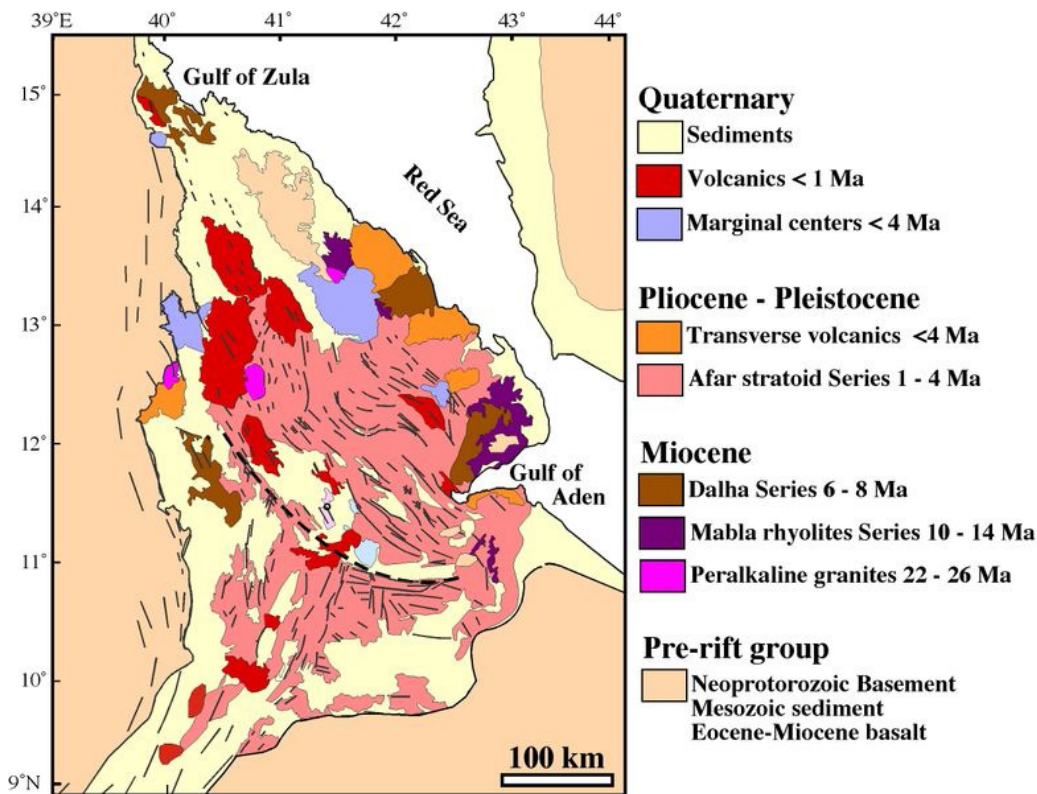 39°E 40° 41° 42° 43° 44°
15°
14°
13°
12°
11°
10°
9°N
Gulf of Zula
Red Sea
Gulf of
Aden
100 km
Quaternary
Sediments
Volcanics < 1 Ma
Marginal centers < 4 Ma
Pliocene - Pleistocene
Transverse volcanics <4 Ma
Afar stratoid Series 1 - 4 Ma
Miocene
Dalha Series 6 - 8 Ma
Mabla rhyolites Series 10 - 14 Ma
Peralkaline granites 22 - 26 Ma
Pre-rift group
Neoprotorozoic Basement
Mesozoic sediment
Eocene-Miocene basalt